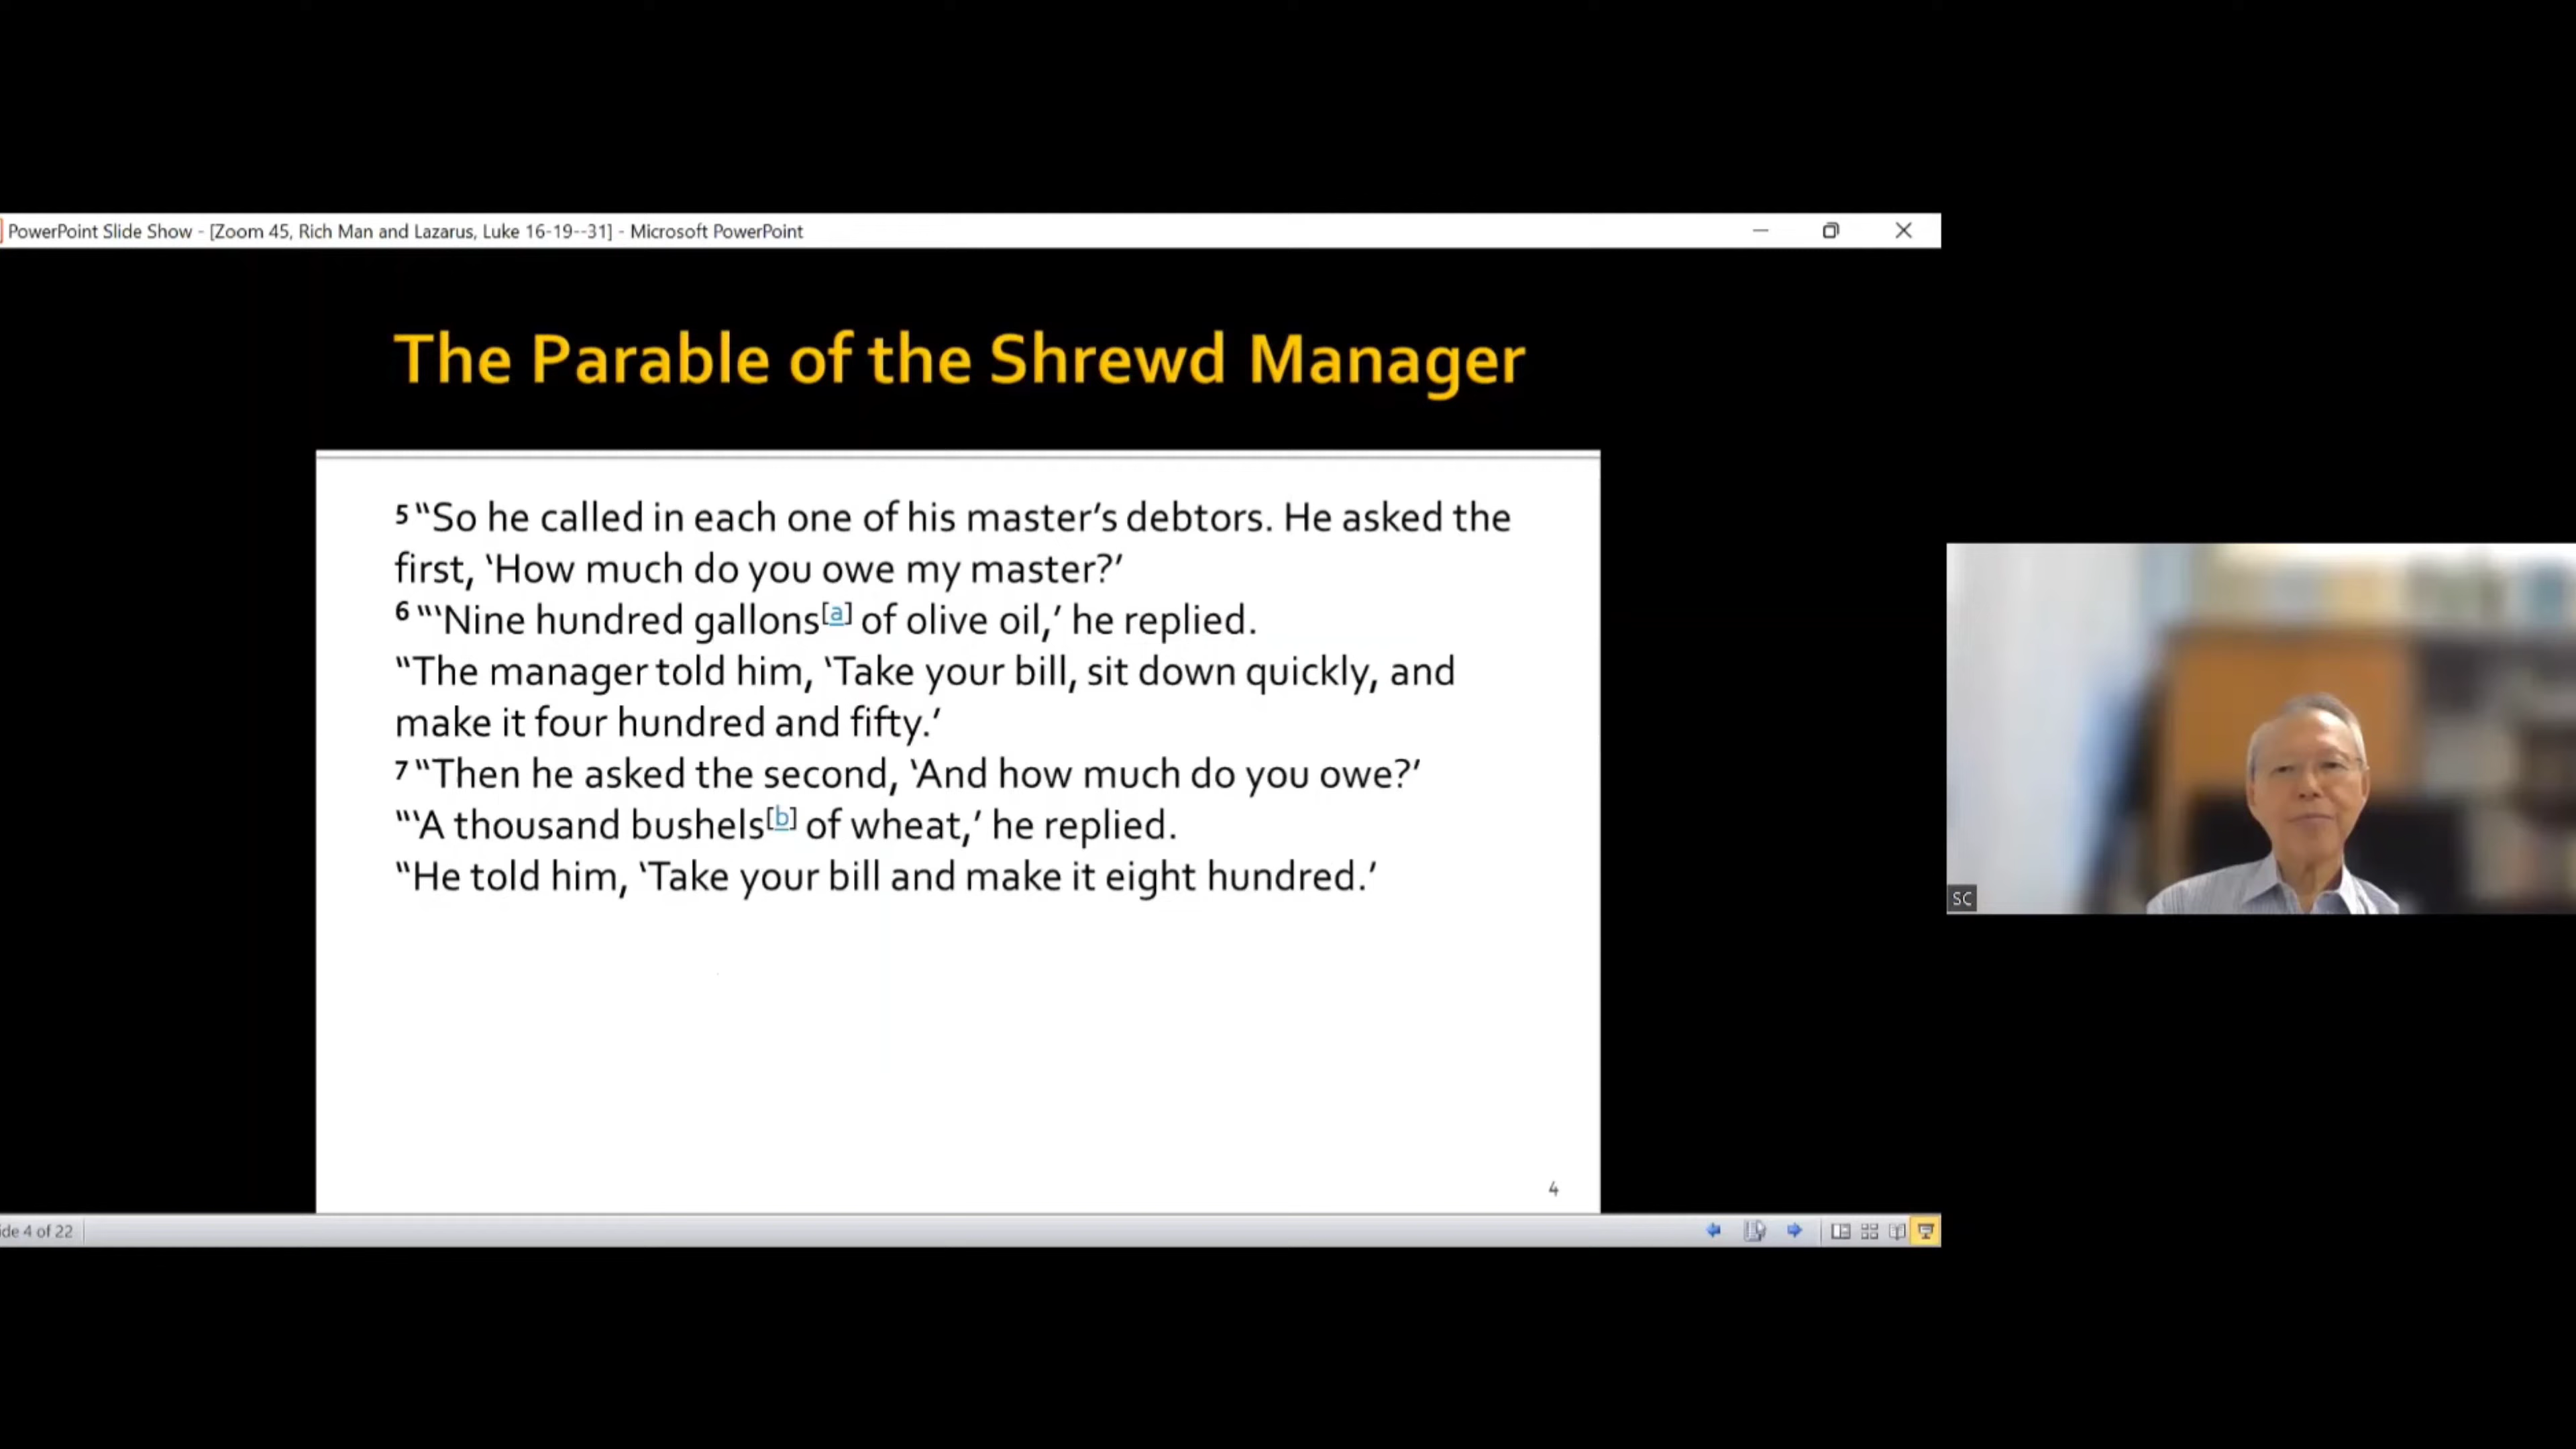 PowerPoint Slide Show - [Zoom 45, Rich Man and Lazarus, Luke 16-19--31] - Microsoft PowerPoint
The Parable of the Shrewd Manager
5 “So he called in each one of his master’s debtors. He asked the
first, ‘How much do you owe my master?’
6 “‘Nine hundred gallons[a] of olive oil,’ he replied.
“The manager told him, ‘Take your bill, sit down quickly, and
make it four hundred and fifty.’
7 “Then he asked the second, ‘And how much do you owe?’
“‘A thousand bushels[b] of wheat,’ he replied.
“He told him, ‘Take your bill and make it eight hundred.’
SC
4
ide 4 of 22